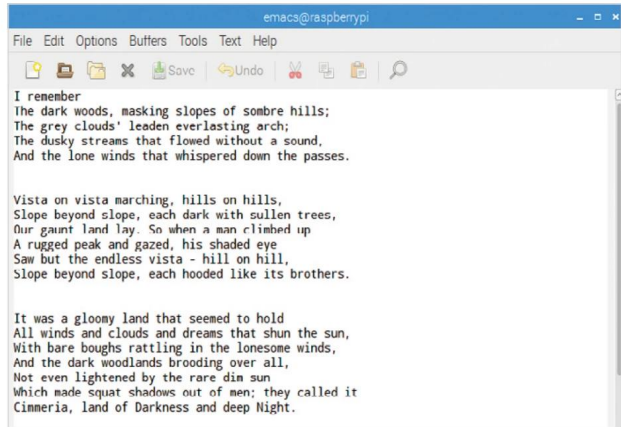 emacs@raspberrypi
File Edit Options Buffers Tools Text Help
Save Undo
I remember
The dark woods, masking slopes of sombre hills;
The grey clouds' leaden everlasting arch;
The dusky streams that flowed without a sound,
And the lone winds that whispered down the passes.
Vista on vista marching, hills on hills,
Slope beyond slope, each dark with sullen trees,
Our gaunt land lay. So when a man climbed up
A rugged peak and gazed, his shaded eye
Saw but the endless vista - hill on hill,
Slope beyond slope, each hooded like its brothers.
It was a gloomy land that seemed to hold
All winds and clouds and dreams that shun the sun,
With bare boughs rattling in the lonesome winds,
And the dark woodlands brooding over all,
Not even lightened by the rare dim sun
Which made squat shadows out of men; they called it
Cimmeria, land of Darkness and deep Night.